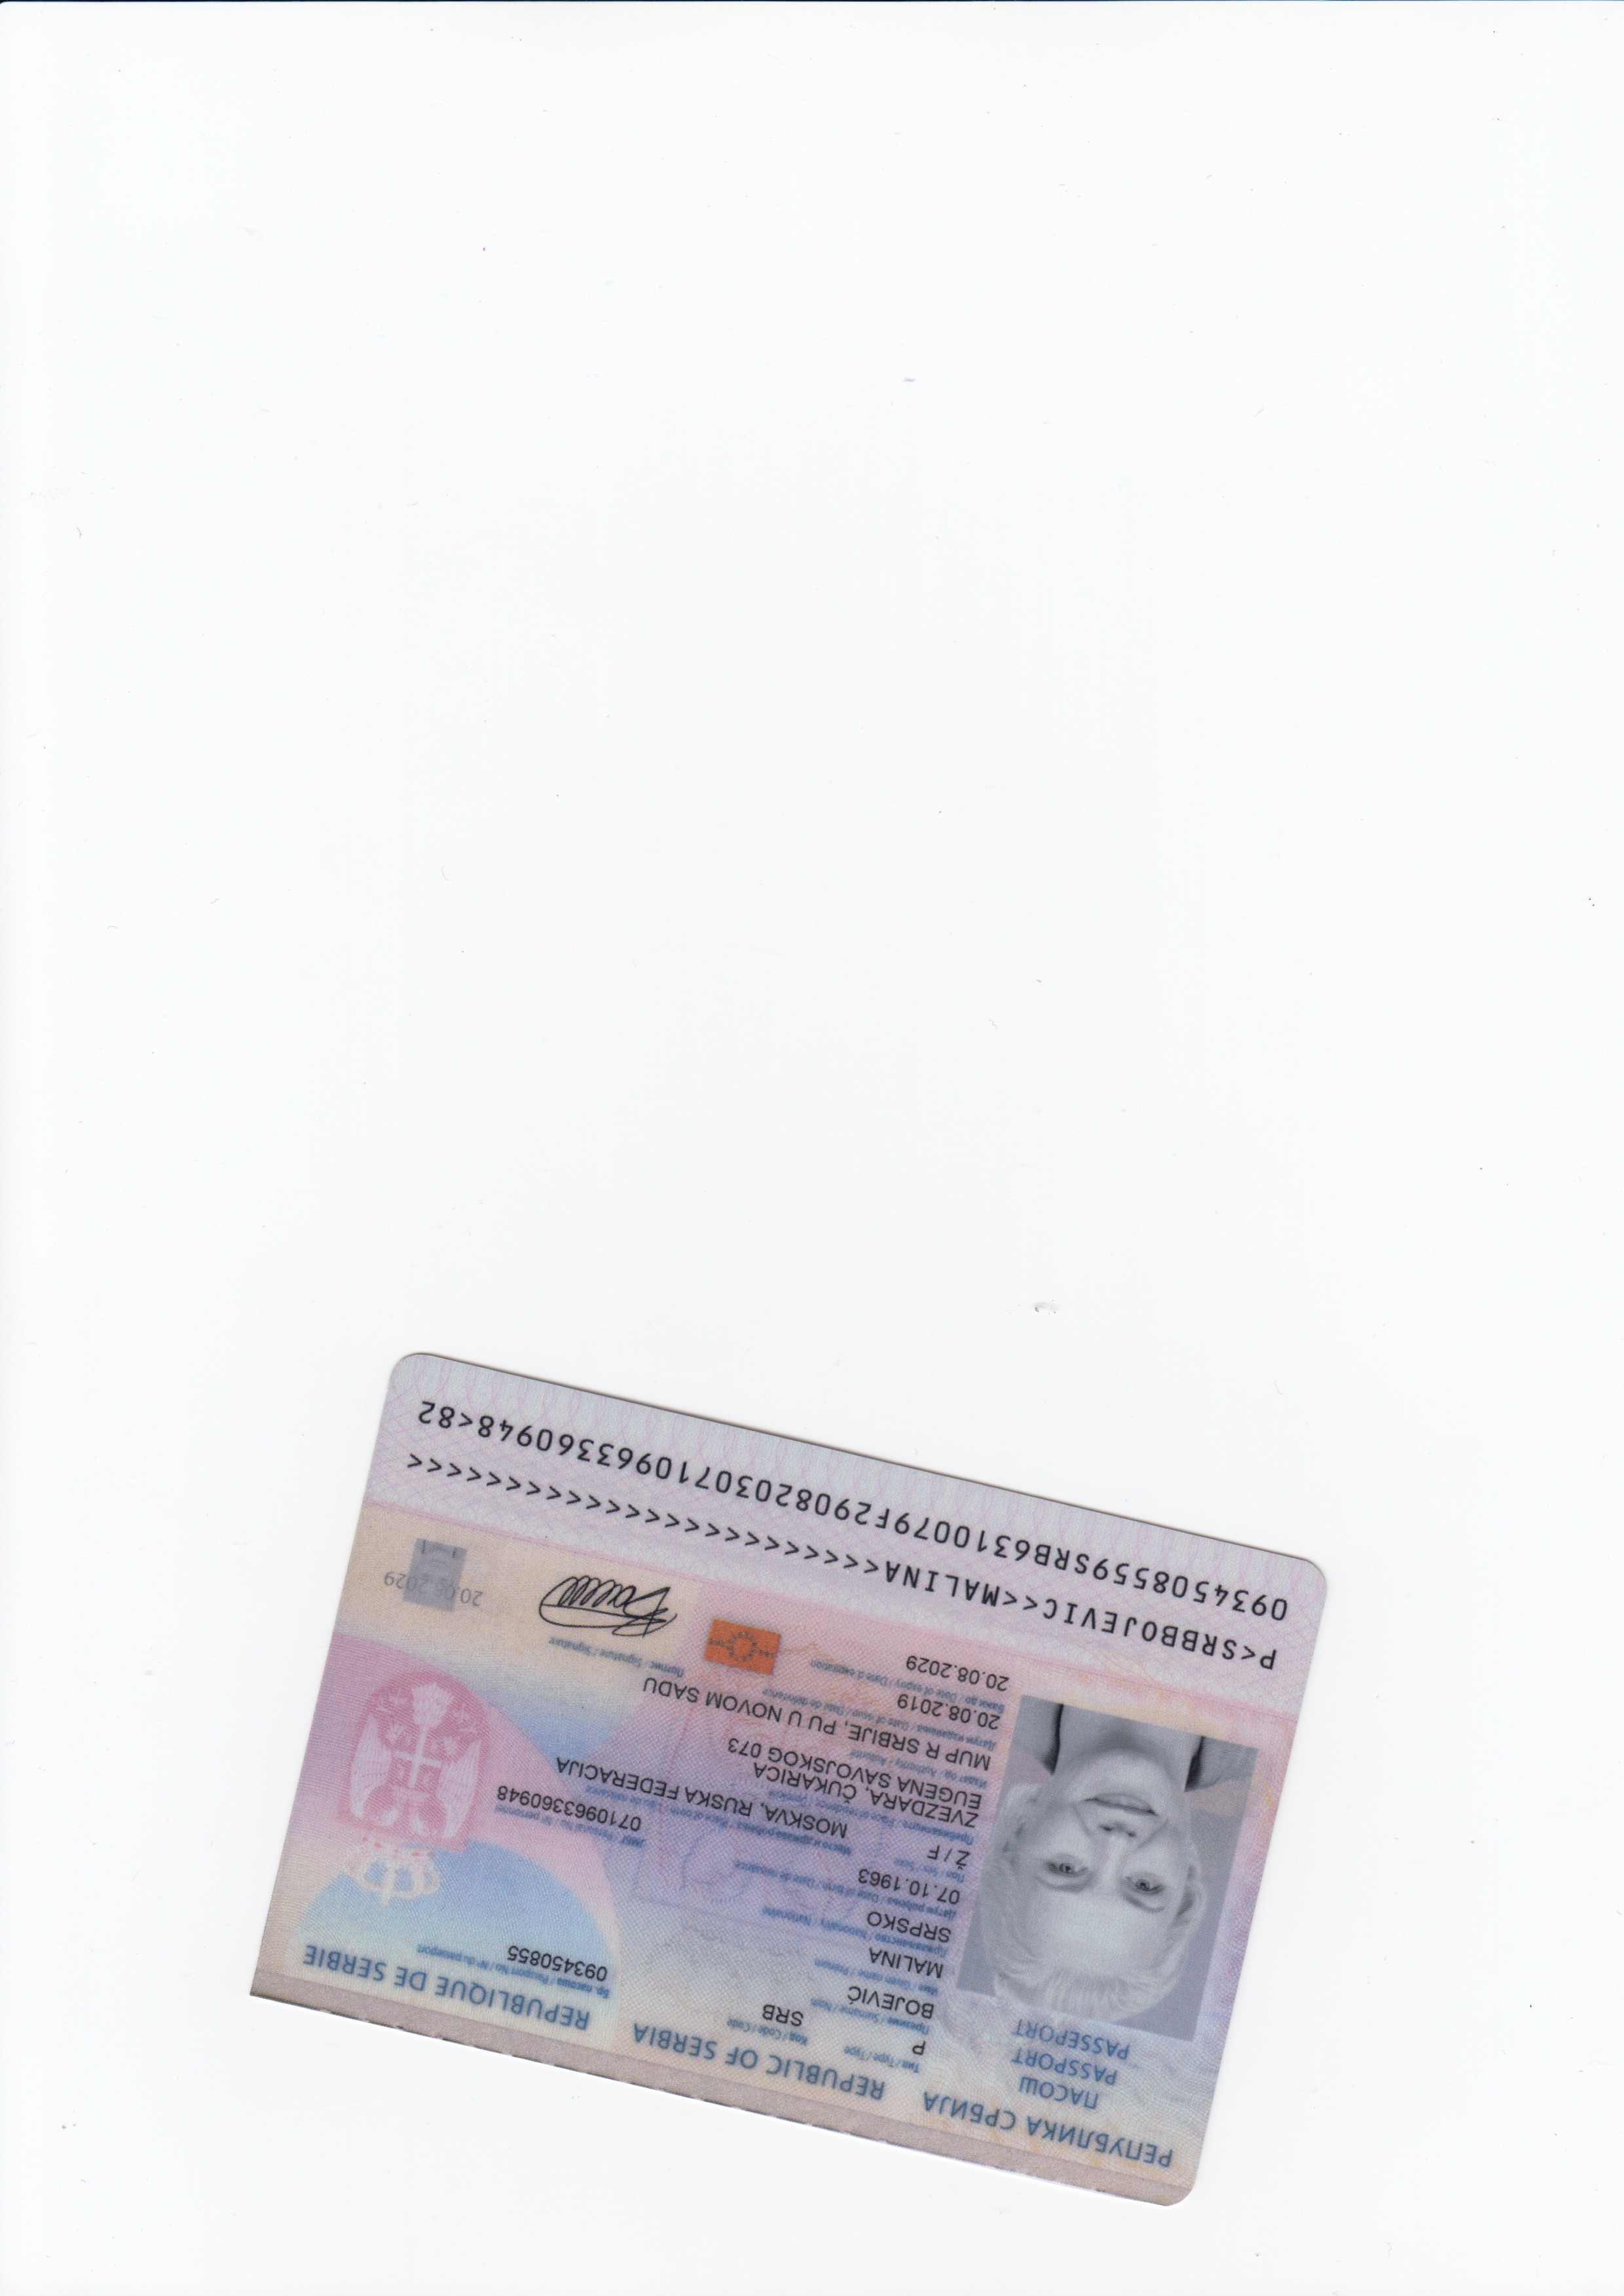 РЕПУБЛИКА СРБИЈА REPUBLIC OF SERBIA REPUBLIQUE DE SERBIE
ПАСОШ
PASSPORT
PASSEPORT
Тип / Type / Type Код / Code / Code Бр. пасоша / Passport No / Nº du passeport
P SRB 093450855
Презиме / Surname / Nom
BOJEVIĆ
Име / Given name / Prénom
MALINA
Држављанство / Nationality / Nationalité
SRPSKO
Датум рођења / Date of birth / Date de naissance ЈМБГ / Personal No / Nº personnel
07.10.1963 0710963360948
Пол / Sex / Sexe Место и држава рођења / Place of birth / Lieu de naissance
Ž / F MOSKVA, RUSKA FEDERACIJA
Пребивалиште / Place of residency / Domicile
ZVEZDARA, ČUKARICA
EUGENA SAVOJSKOG 073
Издат од / Authority / Autorité
MUP R SRBIJE, PU U NOVOM SADU
Датум издавања / Date of issue / Date de délivrance
20.08.2019
Важи до / Date of expiry / Date d'expiration
20.08.2029
Потпис / Signature / Signature
20.08.2029
P<SRBBOJEVIC<<MALINA<<<<<<<<<<<<<<<<<<<<<<<<
0934508559SRB6310079F29082030710963360948<82